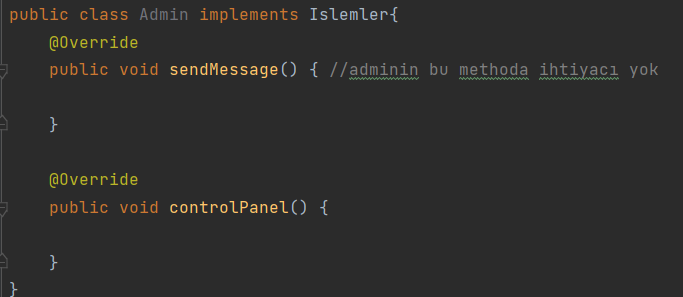 public class Admin implements Islemler{
@Override
public void sendMessage() { //adminin bu methoda ihtiyacı yok
}
@Override
public void controlPanel() {
}
}